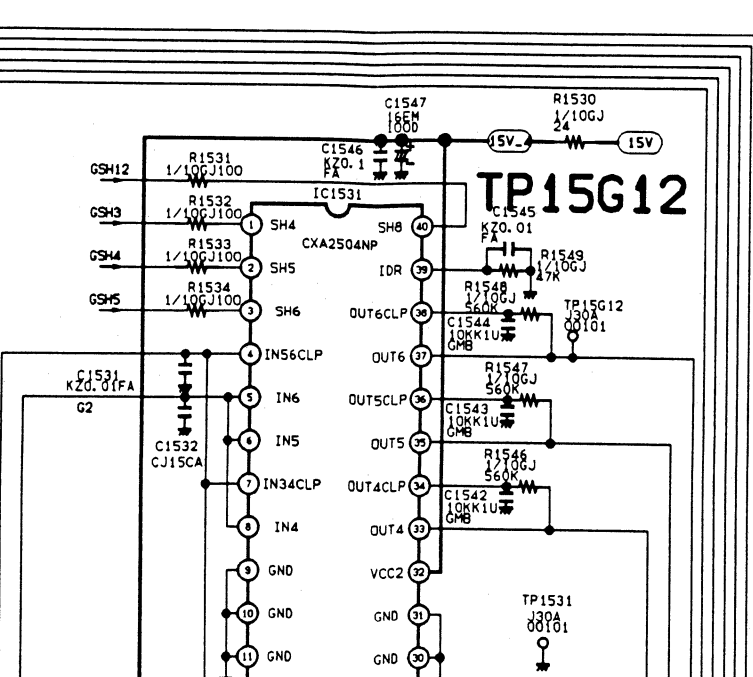 C1547
16EM
100D
R1530
1/10GJ
24
15V
C1546
KZ0.1
FA
GSH12
R1531
1/10GJ100
IC1531
TP15G12
GSH3
R1532
1/10GJ100
1 SH4
SH8 40
C1545
KZ0.01
FA
CXA2504NP
GSH4
R1533
1/10GJ100
2 SH5
IDR 39
R1549
1/10GJ
47K
GSH5
R1534
1/10GJ100
3 SH6
OUT6CLP 38
R1548
1/10GJ
560K
C1544
10KK1U
GMB
TP15G12
J30A
00101
4 IN56CLP
OUT6 37
C1531
KZ0.01FA
G2
5 IN6
OUT5CLP 36
R1547
1/10GJ
560K
C1543
10KK1U
GMB
C1532
CJ15CA
6 IN5
OUT5 35
7 IN34CLP
OUT4CLP 34
R1546
1/10GJ
560K
C1542
10KK1U
GMB
8 IN4
OUT4 33
9 GND
VCC2 32
10 GND
GND 31
TP1531
J30A
00101
11 GND
GND 30